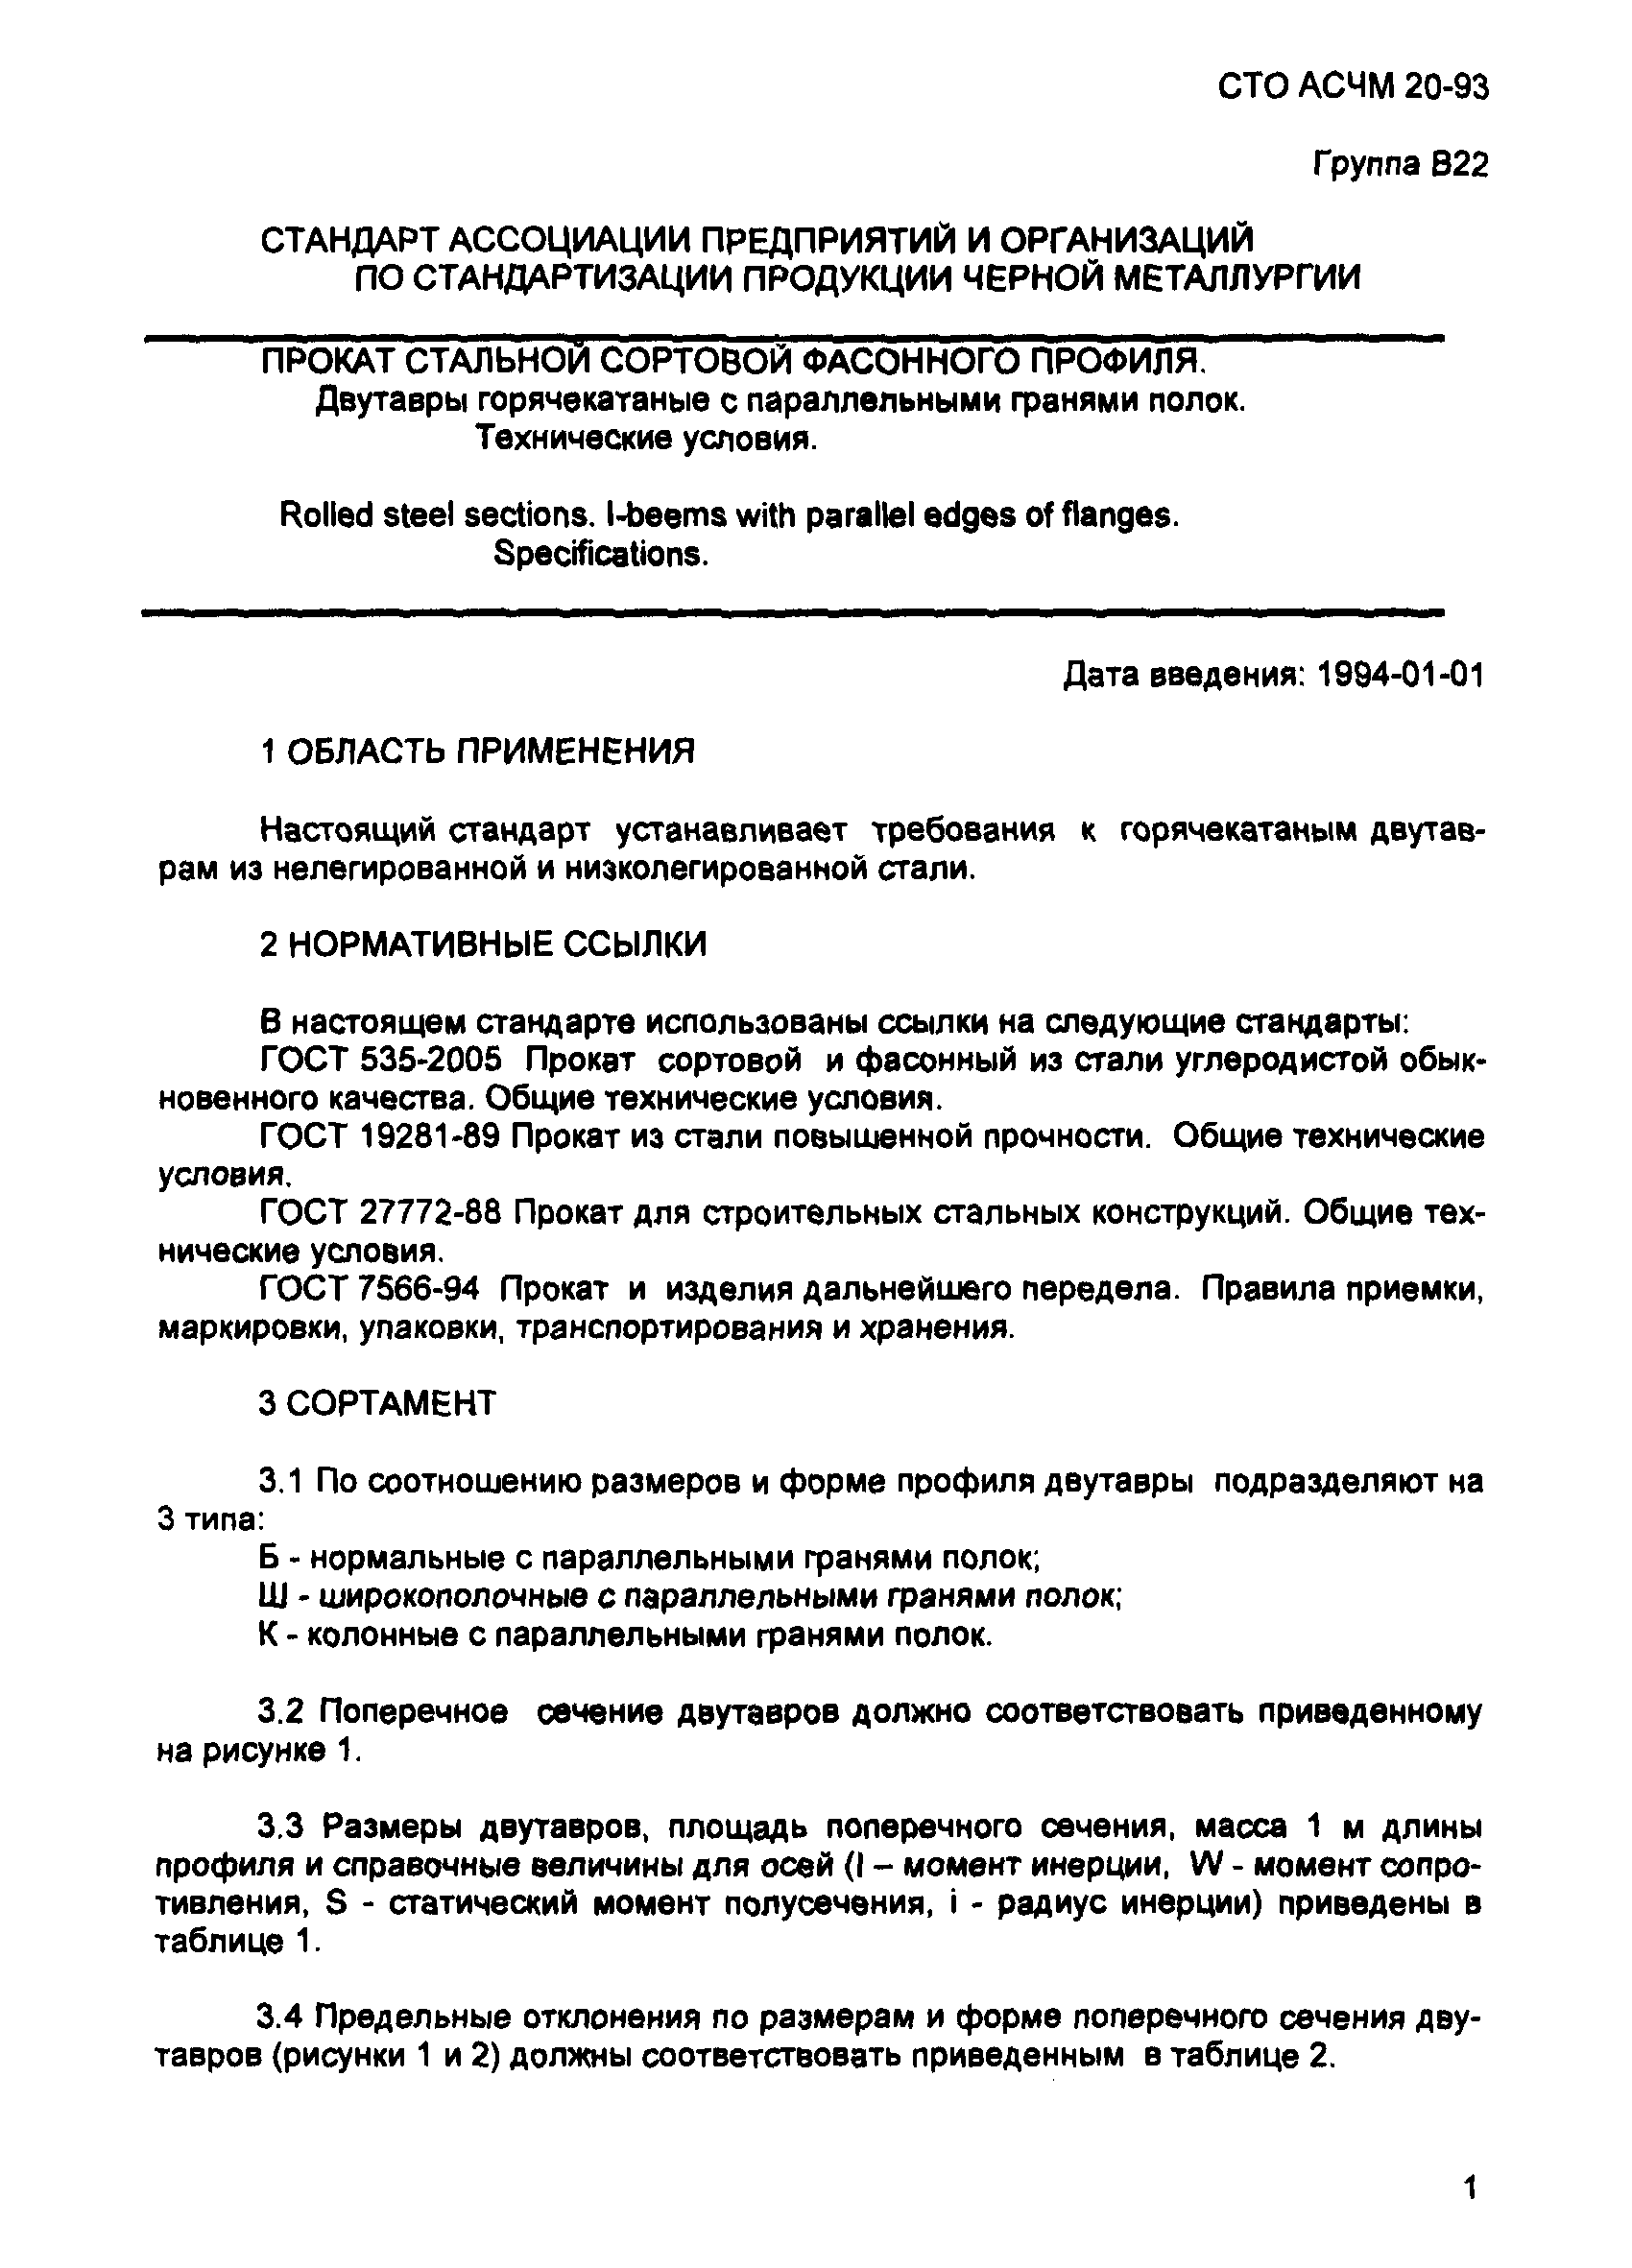 СТО АСЧМ 20-93
Группа В22
СТАНДАРТ АССОЦИАЦИИ ПРЕДПРИЯТИЙ И ОРГАНИЗАЦИЙ
ПО СТАНДАРТИЗАЦИИ ПРОДУКЦИИ ЧЕРНОЙ МЕТАЛЛУРГИИ
ПРОКАТ СТАЛЬНОЙ СОРТОВОЙ ФАСОННОГО ПРОФИЛЯ.
Двутавры горячекатаные с параллельными гранями полок.
Технические условия.
Rolled steel sections. I-beems with parallel edges of flanges.
Specifications.
Дата введения: 1994-01-01
1 ОБЛАСТЬ ПРИМЕНЕНИЯ
Настоящий стандарт устанавливает требования к горячекатаным двутав-
рам из нелегированной и низколегированной стали.
2 НОРМАТИВНЫЕ ССЫЛКИ
В настоящем стандарте использованы ссылки на следующие стандарты:
ГОСТ 535-2005 Прокат сортовой и фасонный из стали углеродистой обык-
новенного качества. Общие технические условия.
ГОСТ 19281-89 Прокат из стали повышенной прочности. Общие технические
условия.
ГОСТ 27772-88 Прокат для строительных стальных конструкций. Общие тех-
нические условия.
ГОСТ 7566-94 Прокат и изделия дальнейшего передела. Правила приемки,
маркировки, упаковки, транспортирования и хранения.
3 СОРТАМЕНТ
3.1 По соотношению размеров и форме профиля двутавры подразделяют на
3 типа:
Б - нормальные с параллельными гранями полок;
Ш - широкополочные с параллельными гранями полок;
К - колонные с параллельными гранями полок.
3.2 Поперечное сечение двутавров должно соответствовать приведенному
на рисунке 1.
3.3 Размеры двутавров, площадь поперечного сечения, масса 1 м длины
профиля и справочные величины для осей (I – момент инерции, W - момент сопро-
тивления, S - статический момент полусечения, i - радиус инерции) приведены в
таблице 1.
3.4 Предельные отклонения по размерам и форме поперечного сечения дву-
тавров (рисунки 1 и 2) должны соответствовать приведенным в таблице 2.
1